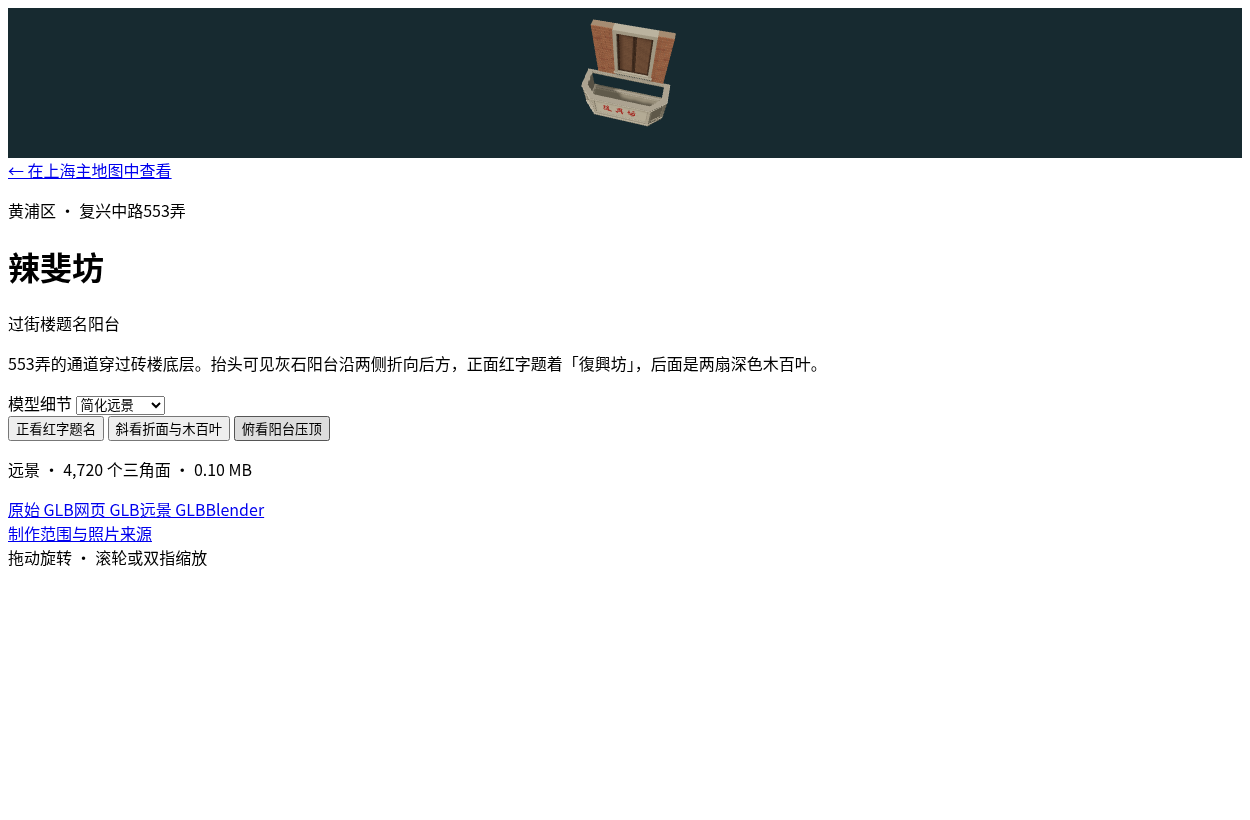 復興坊
← 在上海主地图中查看
黄浦区 · 复兴中路553弄
辣斐坊
过街楼题名阳台
553弄的通道穿过砖楼底层。抬头可见灰石阳台沿两侧折向后方，正面红字题着「復興坊」，后面是两扇深色木百叶。
模型细节 简化远景
正看红字题名 斜看折面与木百叶 俯看阳台压顶
远景 · 4,720 个三角面 · 0.10 MB
原始 GLB网页 GLB远景 GLBBlender
制作范围与照片来源
拖动旋转 · 滚轮或双指缩放